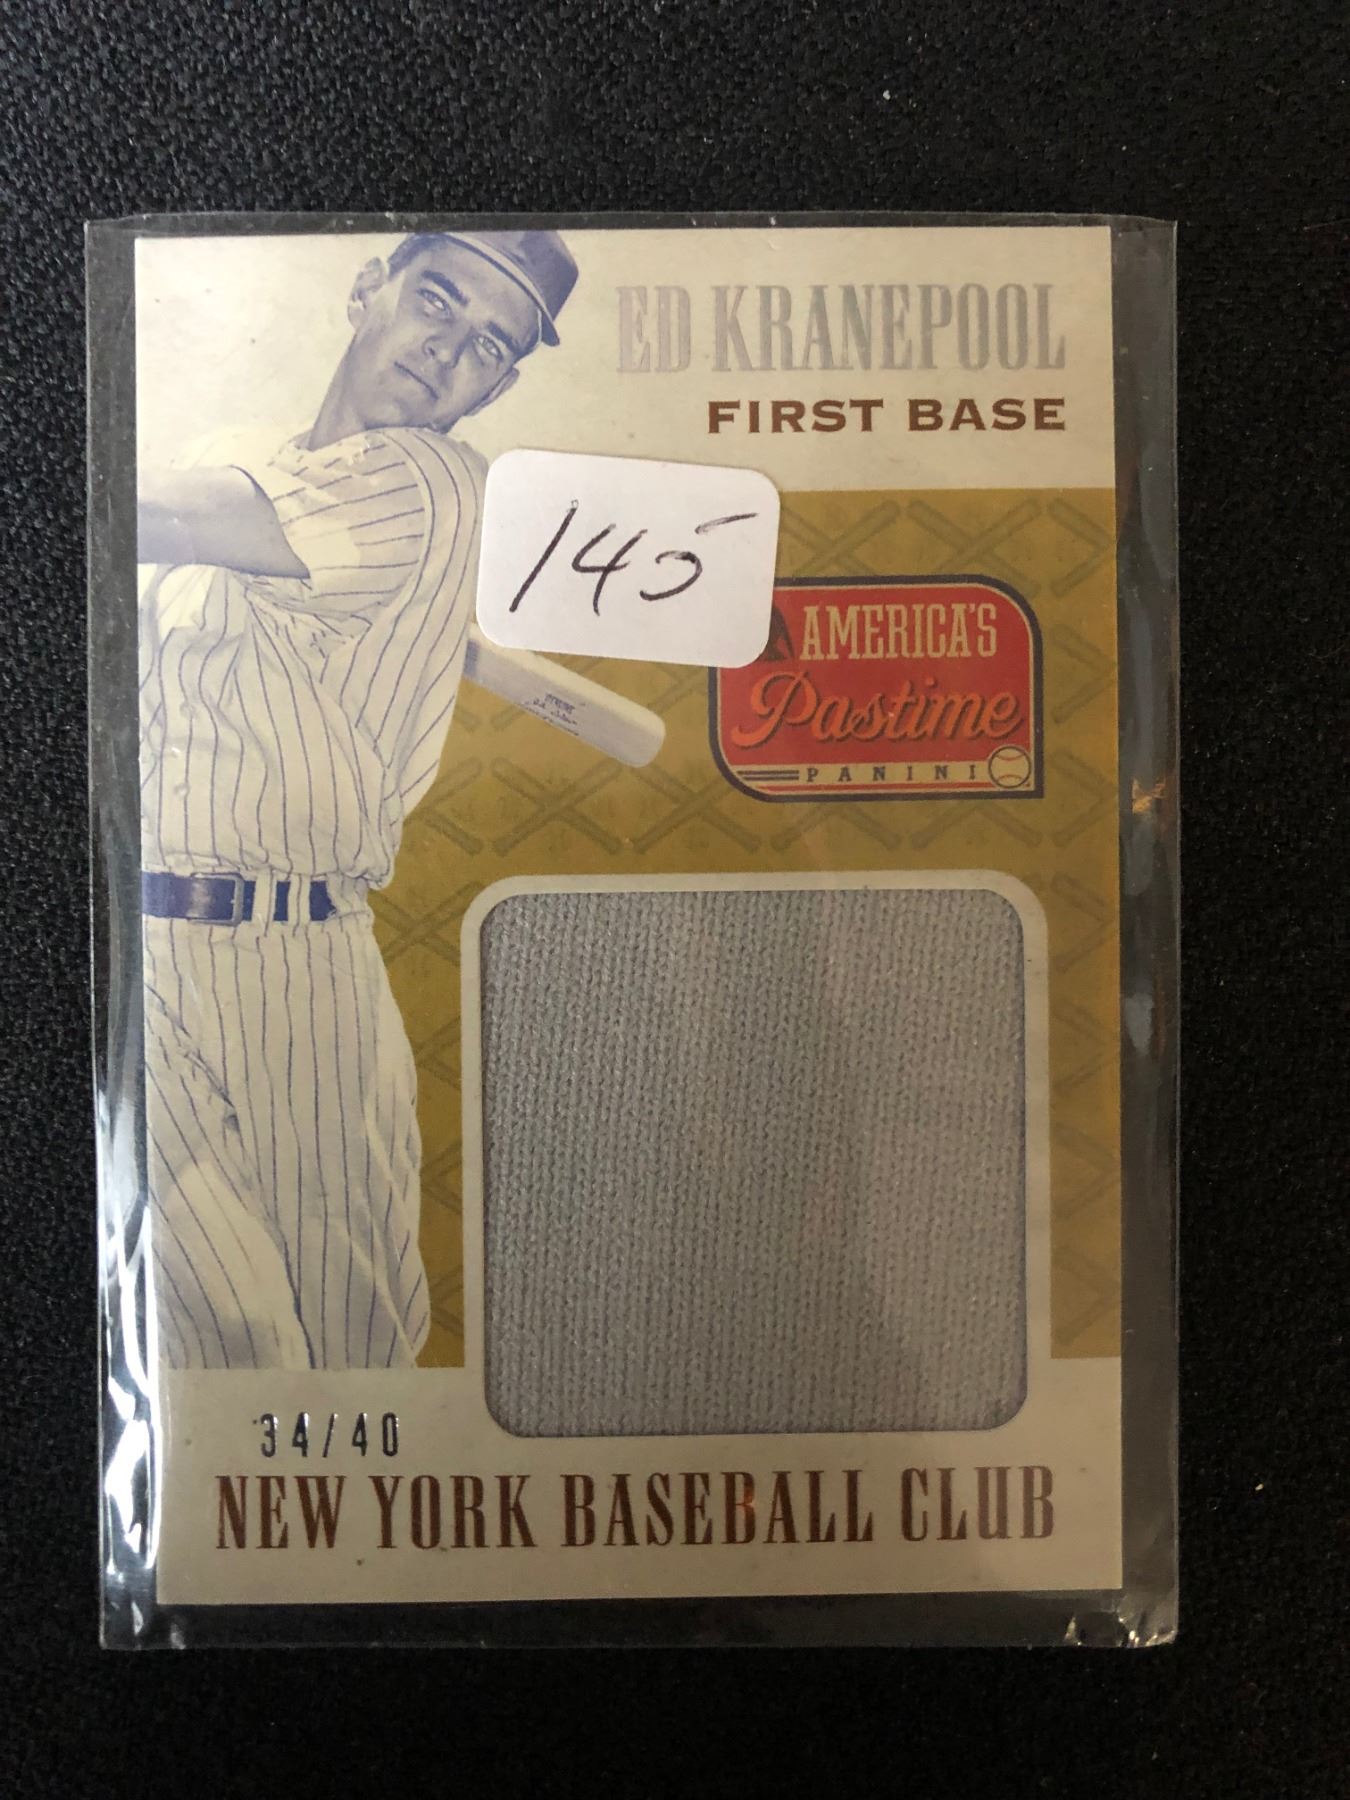 ED KRANEPOOL
FIRST BASE
145
AMERICA'S
Pastime
PANINI
34/40
NEW YORK BASEBALL CLUB